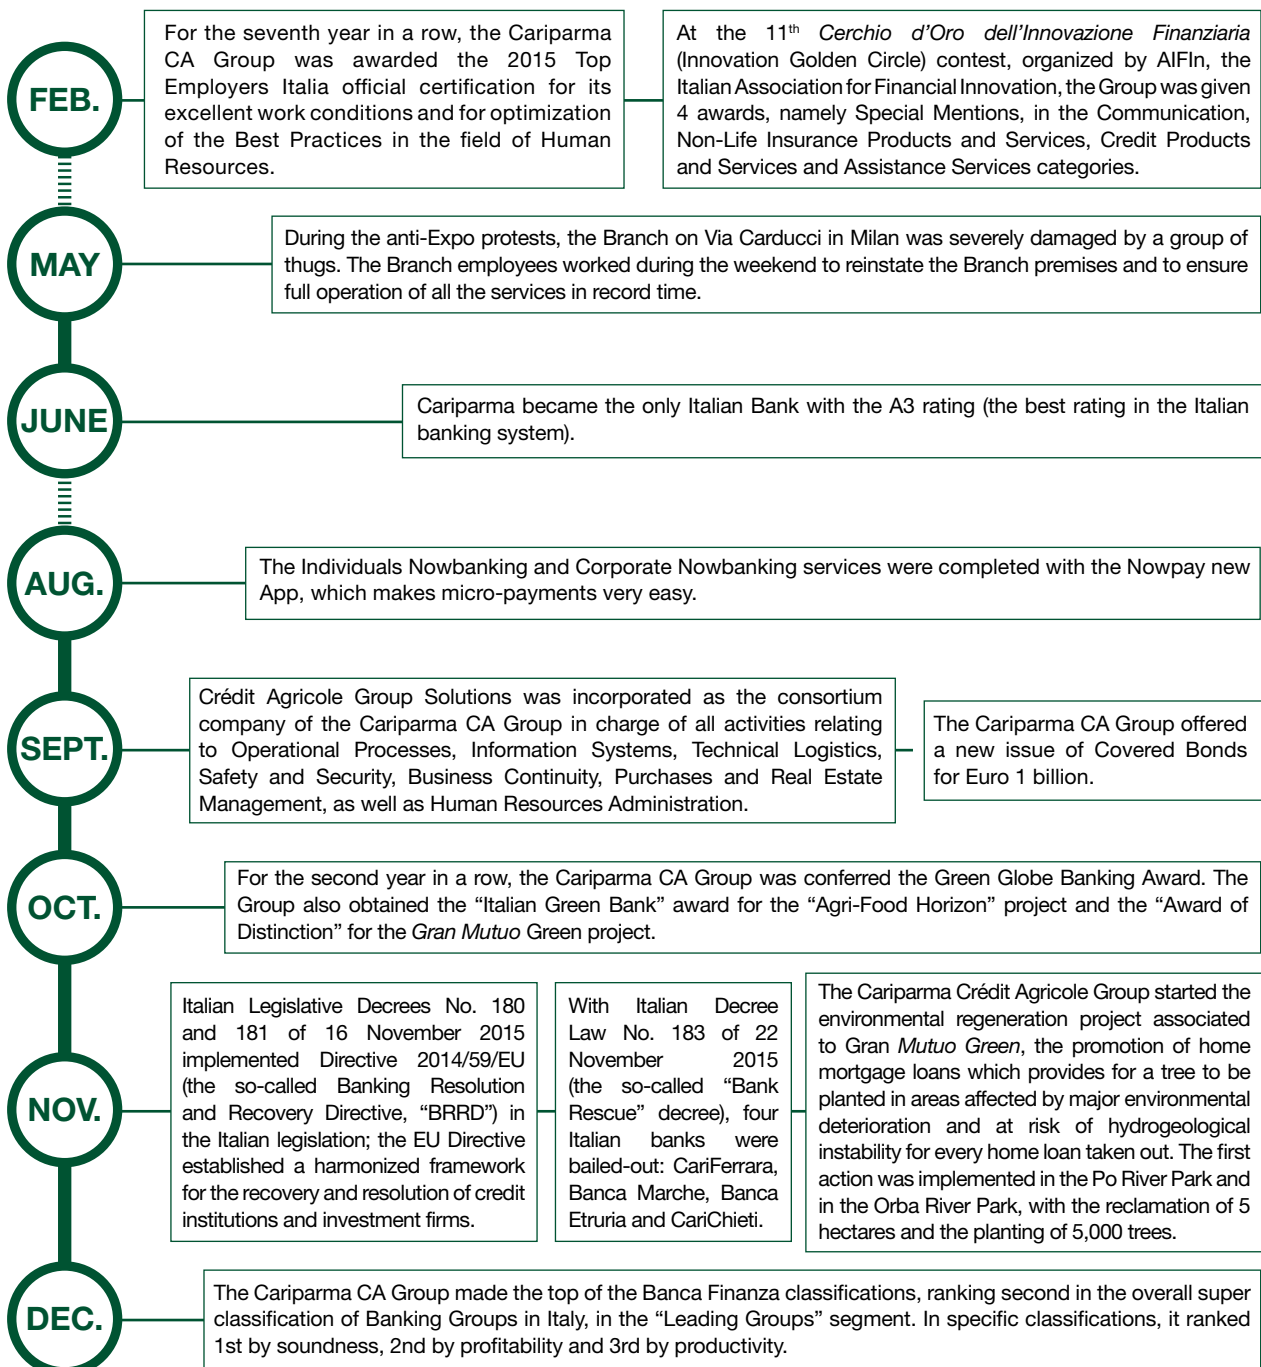 FEB.
For the seventh year in a row, the Cariparma
CA Group was awarded the 2015 Top
Employers Italia official certification for its
excellent work conditions and for optimization
of the Best Practices in the field of Human
Resources.
At the 11th Cerchio d’Oro dell’Innovazione Finanziaria
(Innovation Golden Circle) contest, organized by AIFIn, the
Italian Association for Financial Innovation, the Group was given
4 awards, namely Special Mentions, in the Communication,
Non-Life Insurance Products and Services, Credit Products
and Services and Assistance Services categories.
MAY
During the anti-Expo protests, the Branch on Via Carducci in Milan was severely damaged by a group of
thugs. The Branch employees worked during the weekend to reinstate the Branch premises and to ensure
full operation of all the services in record time.
JUNE
Cariparma became the only Italian Bank with the A3 rating (the best rating in the Italian
banking system).
AUG.
The Individuals Nowbanking and Corporate Nowbanking services were completed with the Nowpay new
App, which makes micro-payments very easy.
SEPT.
Crédit Agricole Group Solutions was incorporated as the consortium
company of the Cariparma CA Group in charge of all activities relating
to Operational Processes, Information Systems, Technical Logistics,
Safety and Security, Business Continuity, Purchases and Real Estate
Management, as well as Human Resources Administration.
The Cariparma CA Group offered
a new issue of Covered Bonds
for Euro 1 billion.
OCT.
For the second year in a row, the Cariparma CA Group was conferred the Green Globe Banking Award. The
Group also obtained the “Italian Green Bank” award for the “Agri-Food Horizon” project and the “Award of
Distinction” for the Gran Mutuo Green project.
NOV.
Italian Legislative Decrees No. 180
and 181 of 16 November 2015
implemented Directive 2014/59/EU
(the so-called Banking Resolution
and Recovery Directive, “BRRD”) in
the Italian legislation; the EU Directive
established a harmonized framework
for the recovery and resolution of credit
institutions and investment firms.
With Italian Decree
Law No. 183 of 22
November 2015
(the so-called “Bank
Rescue” decree), four
Italian banks were
bailed-out: CariFerrara,
Banca Marche, Banca
Etruria and CariChieti.
The Cariparma Crédit Agricole Group started the
environmental regeneration project associated
to Gran Mutuo Green, the promotion of home
mortgage loans which provides for a tree to be
planted in areas affected by major environmental
deterioration and at risk of hydrogeological
instability for every home loan taken out. The first
action was implemented in the Po River Park and
in the Orba River Park, with the reclamation of 5
hectares and the planting of 5,000 trees.
DEC.
The Cariparma CA Group made the top of the Banca Finanza classifications, ranking second in the overall super
classification of Banking Groups in Italy, in the “Leading Groups” segment. In specific classifications, it ranked
1st by soundness, 2nd by profitability and 3rd by productivity.